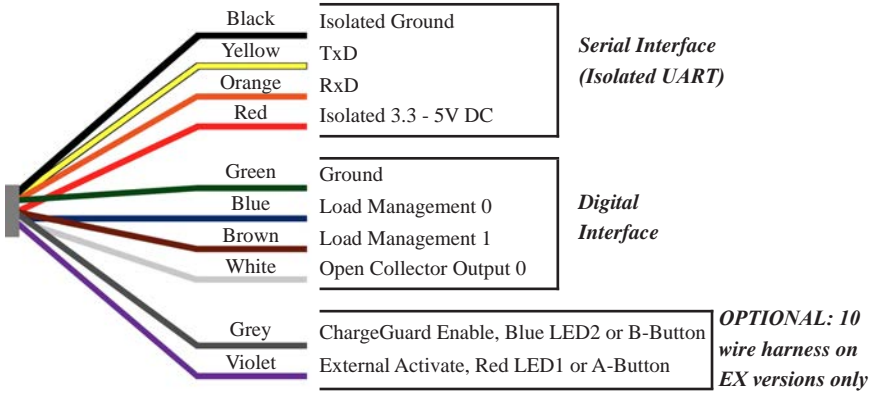 Black Isolated Ground
Yellow TxD
Orange RxD
Red Isolated 3.3 - 5V DC
Serial Interface
(Isolated UART)
Green Ground
Blue Load Management 0
Brown Load Management 1
White Open Collector Output 0
Digital
Interface
Grey ChargeGuard Enable, Blue LED2 or B-Button
Violet External Activate, Red LED1 or A-Button
OPTIONAL: 10
wire harness on
EX versions only